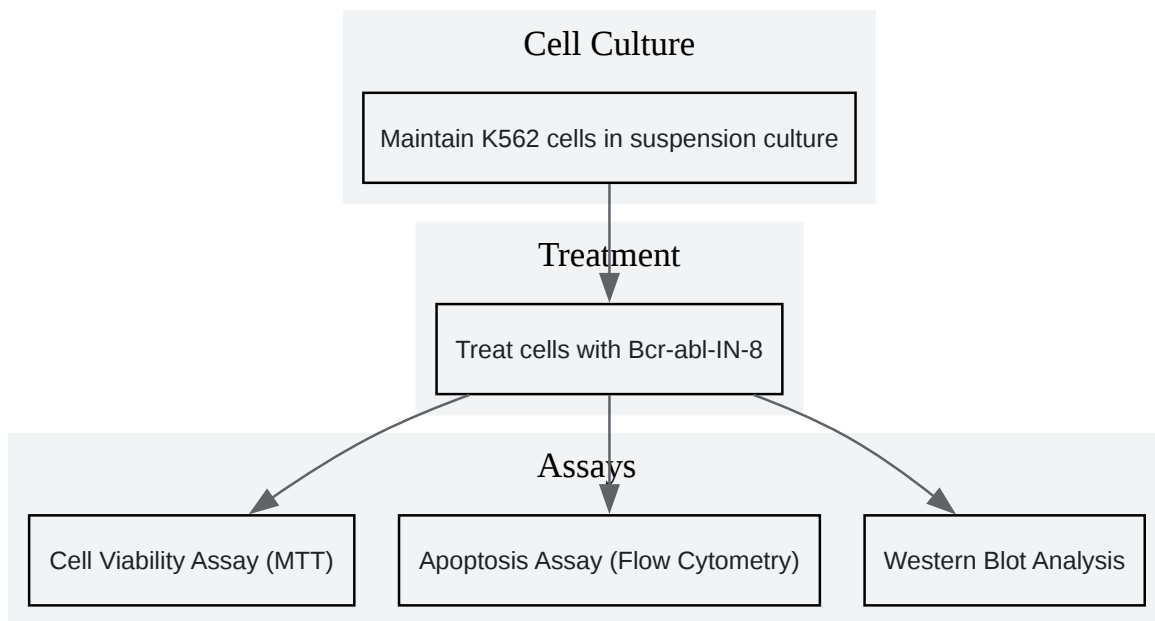 Cell Culture
Maintain K562 cells in suspension culture
Treatment
Treat cells with Bcr-abl-IN-8
Assays
Cell Viability Assay (MTT)
Apoptosis Assay (Flow Cytometry)
Western Blot Analysis